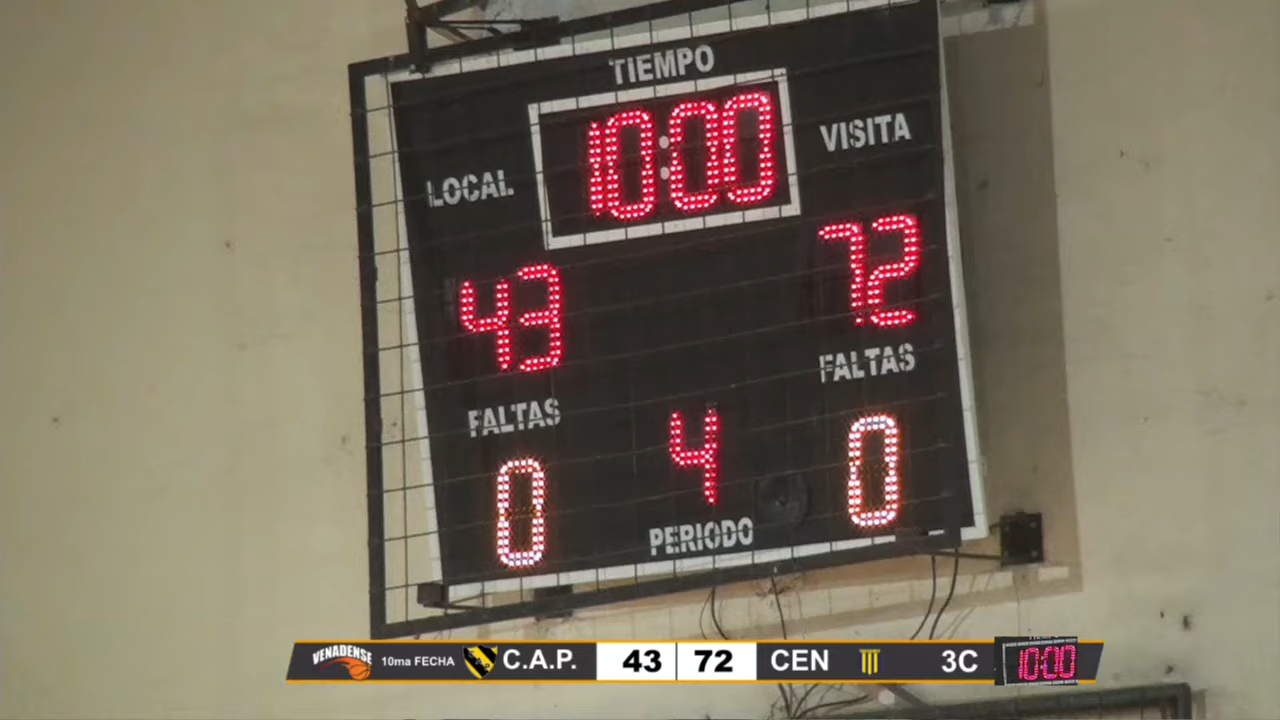 TIEMPO
10:00
LOCAL
VISITA
43
72
FALTAS
FALTAS
0
4
0
PERIODO
VENADENSE 10ma FECHA C.A.P. 43 72 CEN 3C 10:00